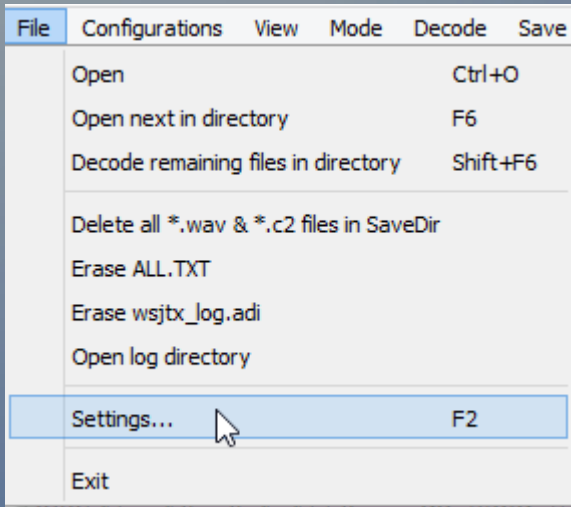 File Configurations View Mode Decode Save
Open Ctrl+O
Open next in directory F6
Decode remaining files in directory Shift+F6
Delete all *.wav & *.c2 files in SaveDir
Erase ALL.TXT
Erase wsjtx_log.adi
Open log directory
Settings... F2
Exit